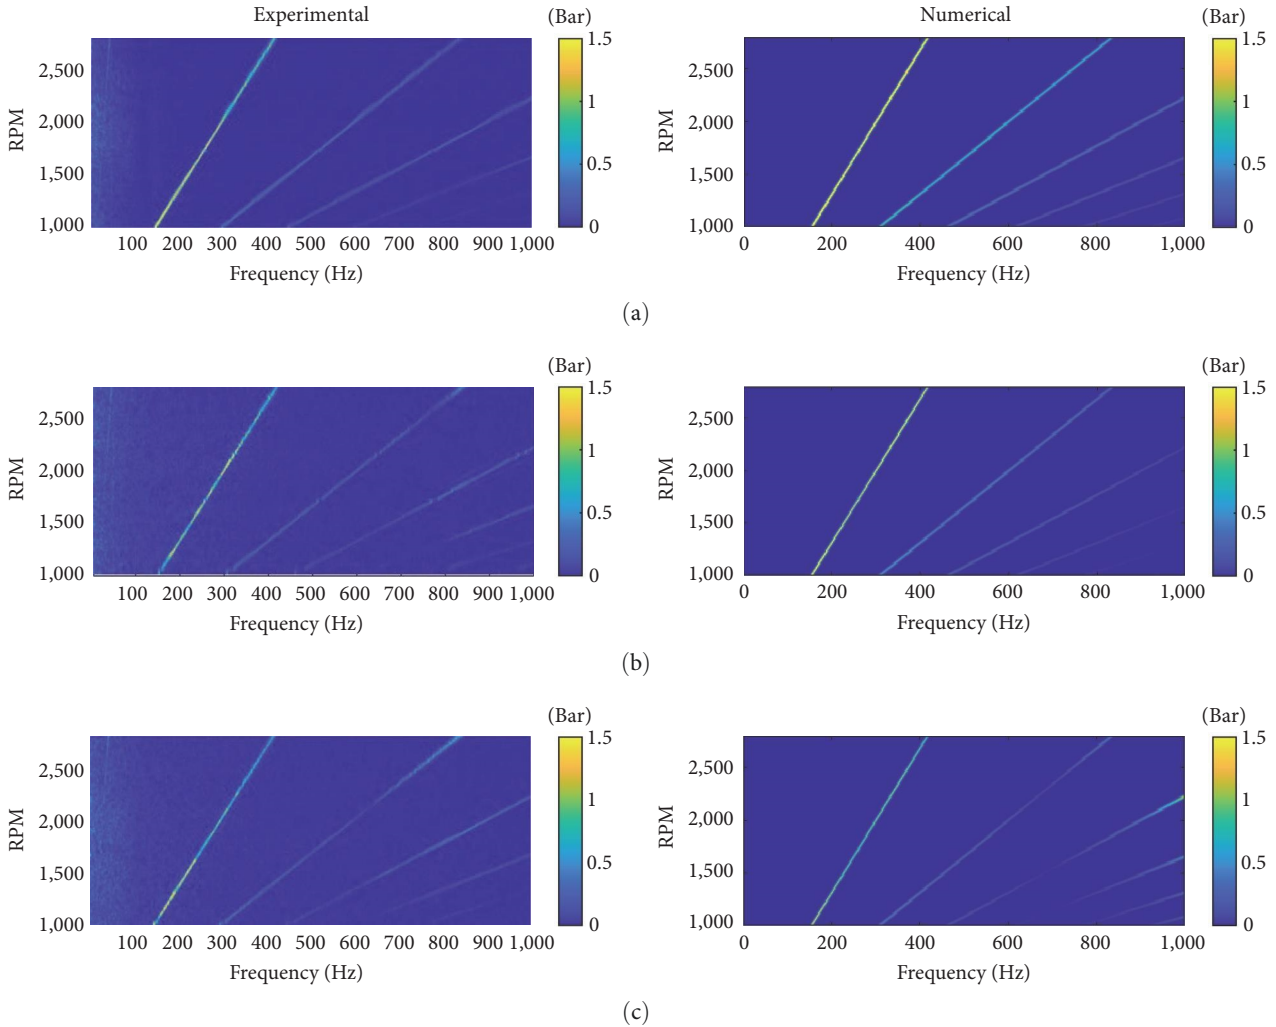 Experimental (Bar) Numerical (Bar)
1.5 1.5
2,500 2,500
1 1
2,000 2,000
RPM RPM
1,500 0.5 1,500 0.5
1,000 0 1,000 0
100 200 300 400 500 600 700 800 900 1,000 0 200 400 600 800 1,000
Frequency (Hz) Frequency (Hz)
(a)
(Bar) (Bar)
1.5 1.5
2,500 2,500
1 1
2,000 2,000
RPM RPM
1,500 0.5 1,500 0.5
1,000 0 1,000 0
100 200 300 400 500 600 700 800 900 1,000 0 200 400 600 800 1,000
Frequency (Hz) Frequency (Hz)
(b)
(Bar) (Bar)
1.5 1.5
2,500 2,500
1 1
2,000 2,000
RPM RPM
1,500 0.5 1,500 0.5
1,000 0 1,000 0
100 200 300 400 500 600 700 800 900 1,000 0 200 400 600 800 1,000
Frequency (Hz) Frequency (Hz)
(c)